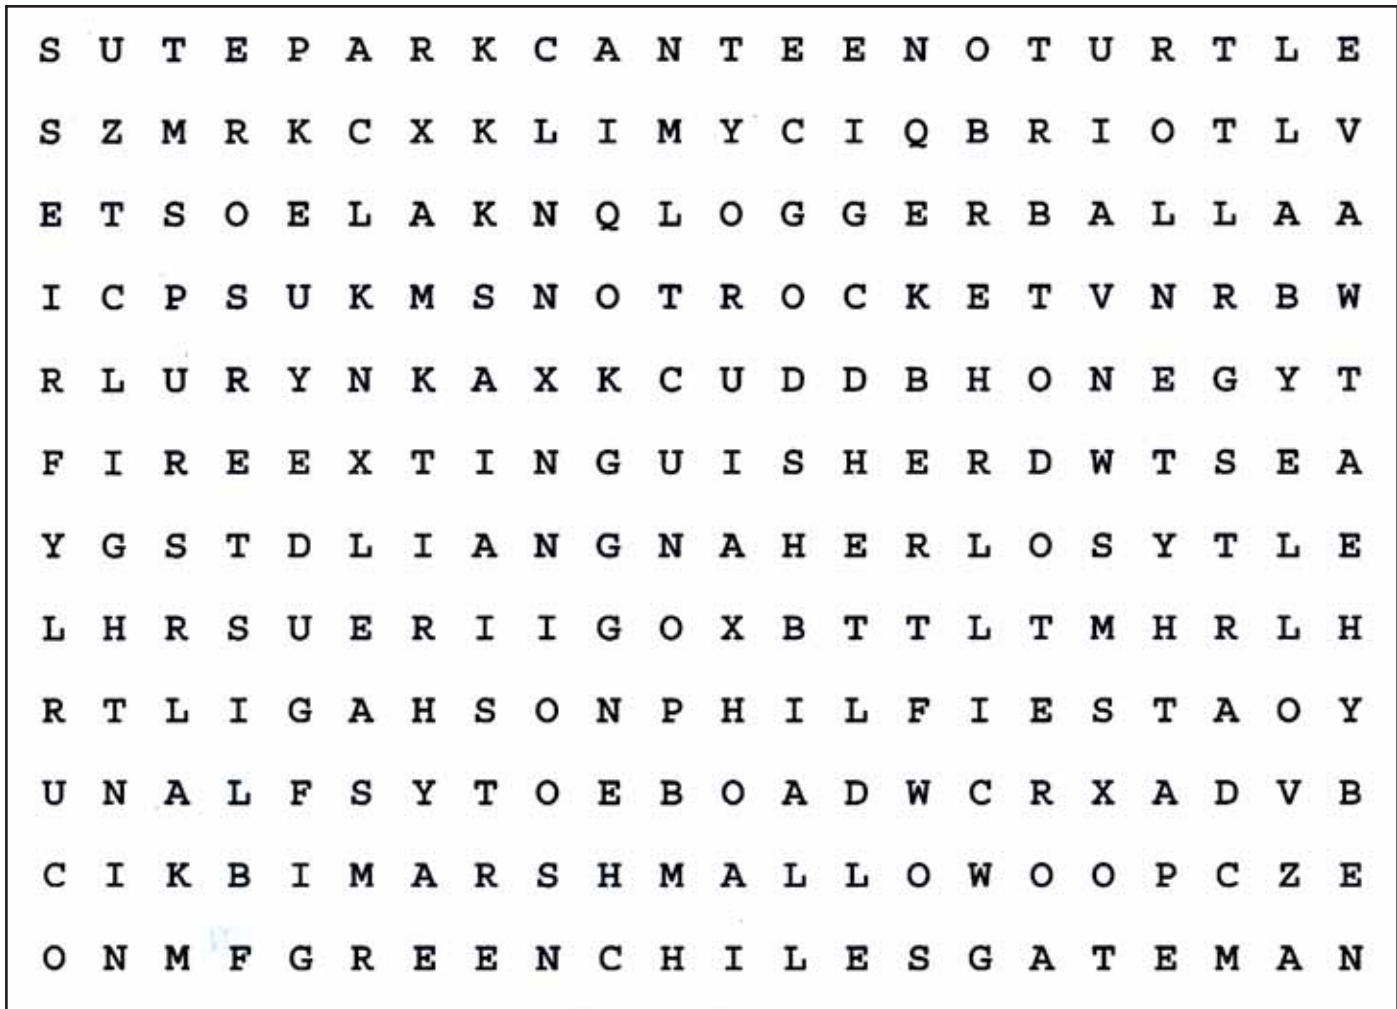 S U T E P A R K C A N T E E N O T U R T L E
S Z M R K C X K L I M Y C I Q B R I O T L V
E T S O E L A K N Q L O G G E R B A L L A A
I C P S U K M S N O T R O C K E T V N R B W
R L U R Y N K A X K C U D D B H O N E G Y T
F I R E E X T I N G U I S H E R D W T S E A
Y G S T D L I A N G N A H E R L O S Y T L E
L H R S U E R I I G O X B T T L T M H R L H
R T L I G A H S O N P H I L F I E S T A O Y
U N A L F S Y T O E B O A D W C R X A D V B
C I K B I M A R S H M A L L O W O O P C Z E
O N M F G R E E N C H I L E S G A T E M A N